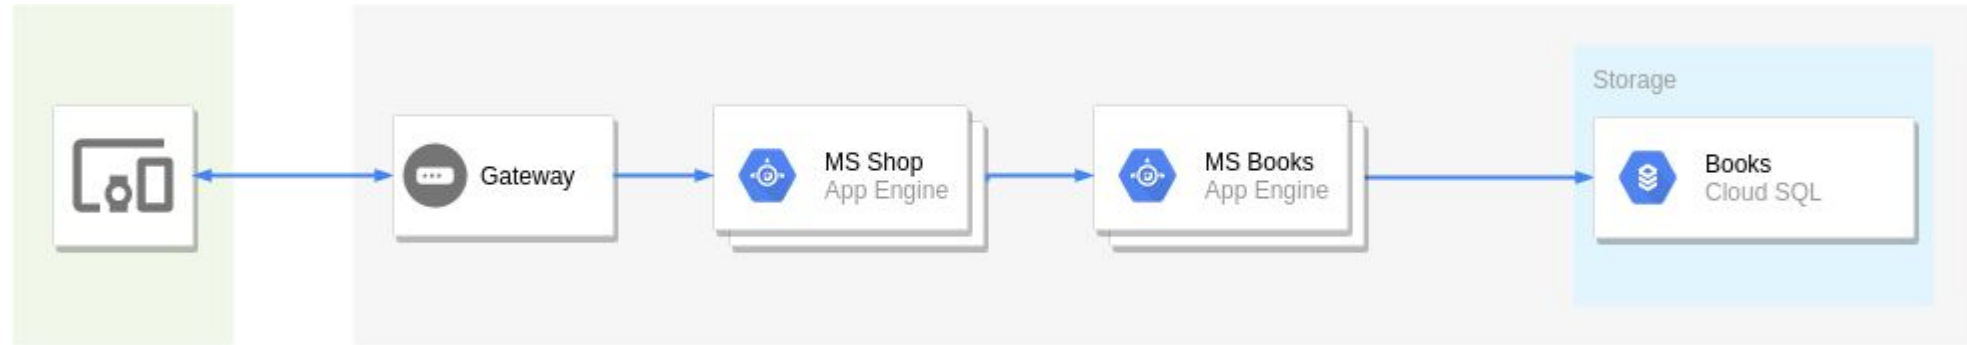 Storage
Gateway
MS Shop
App Engine
MS Books
App Engine
Books
Cloud SQL